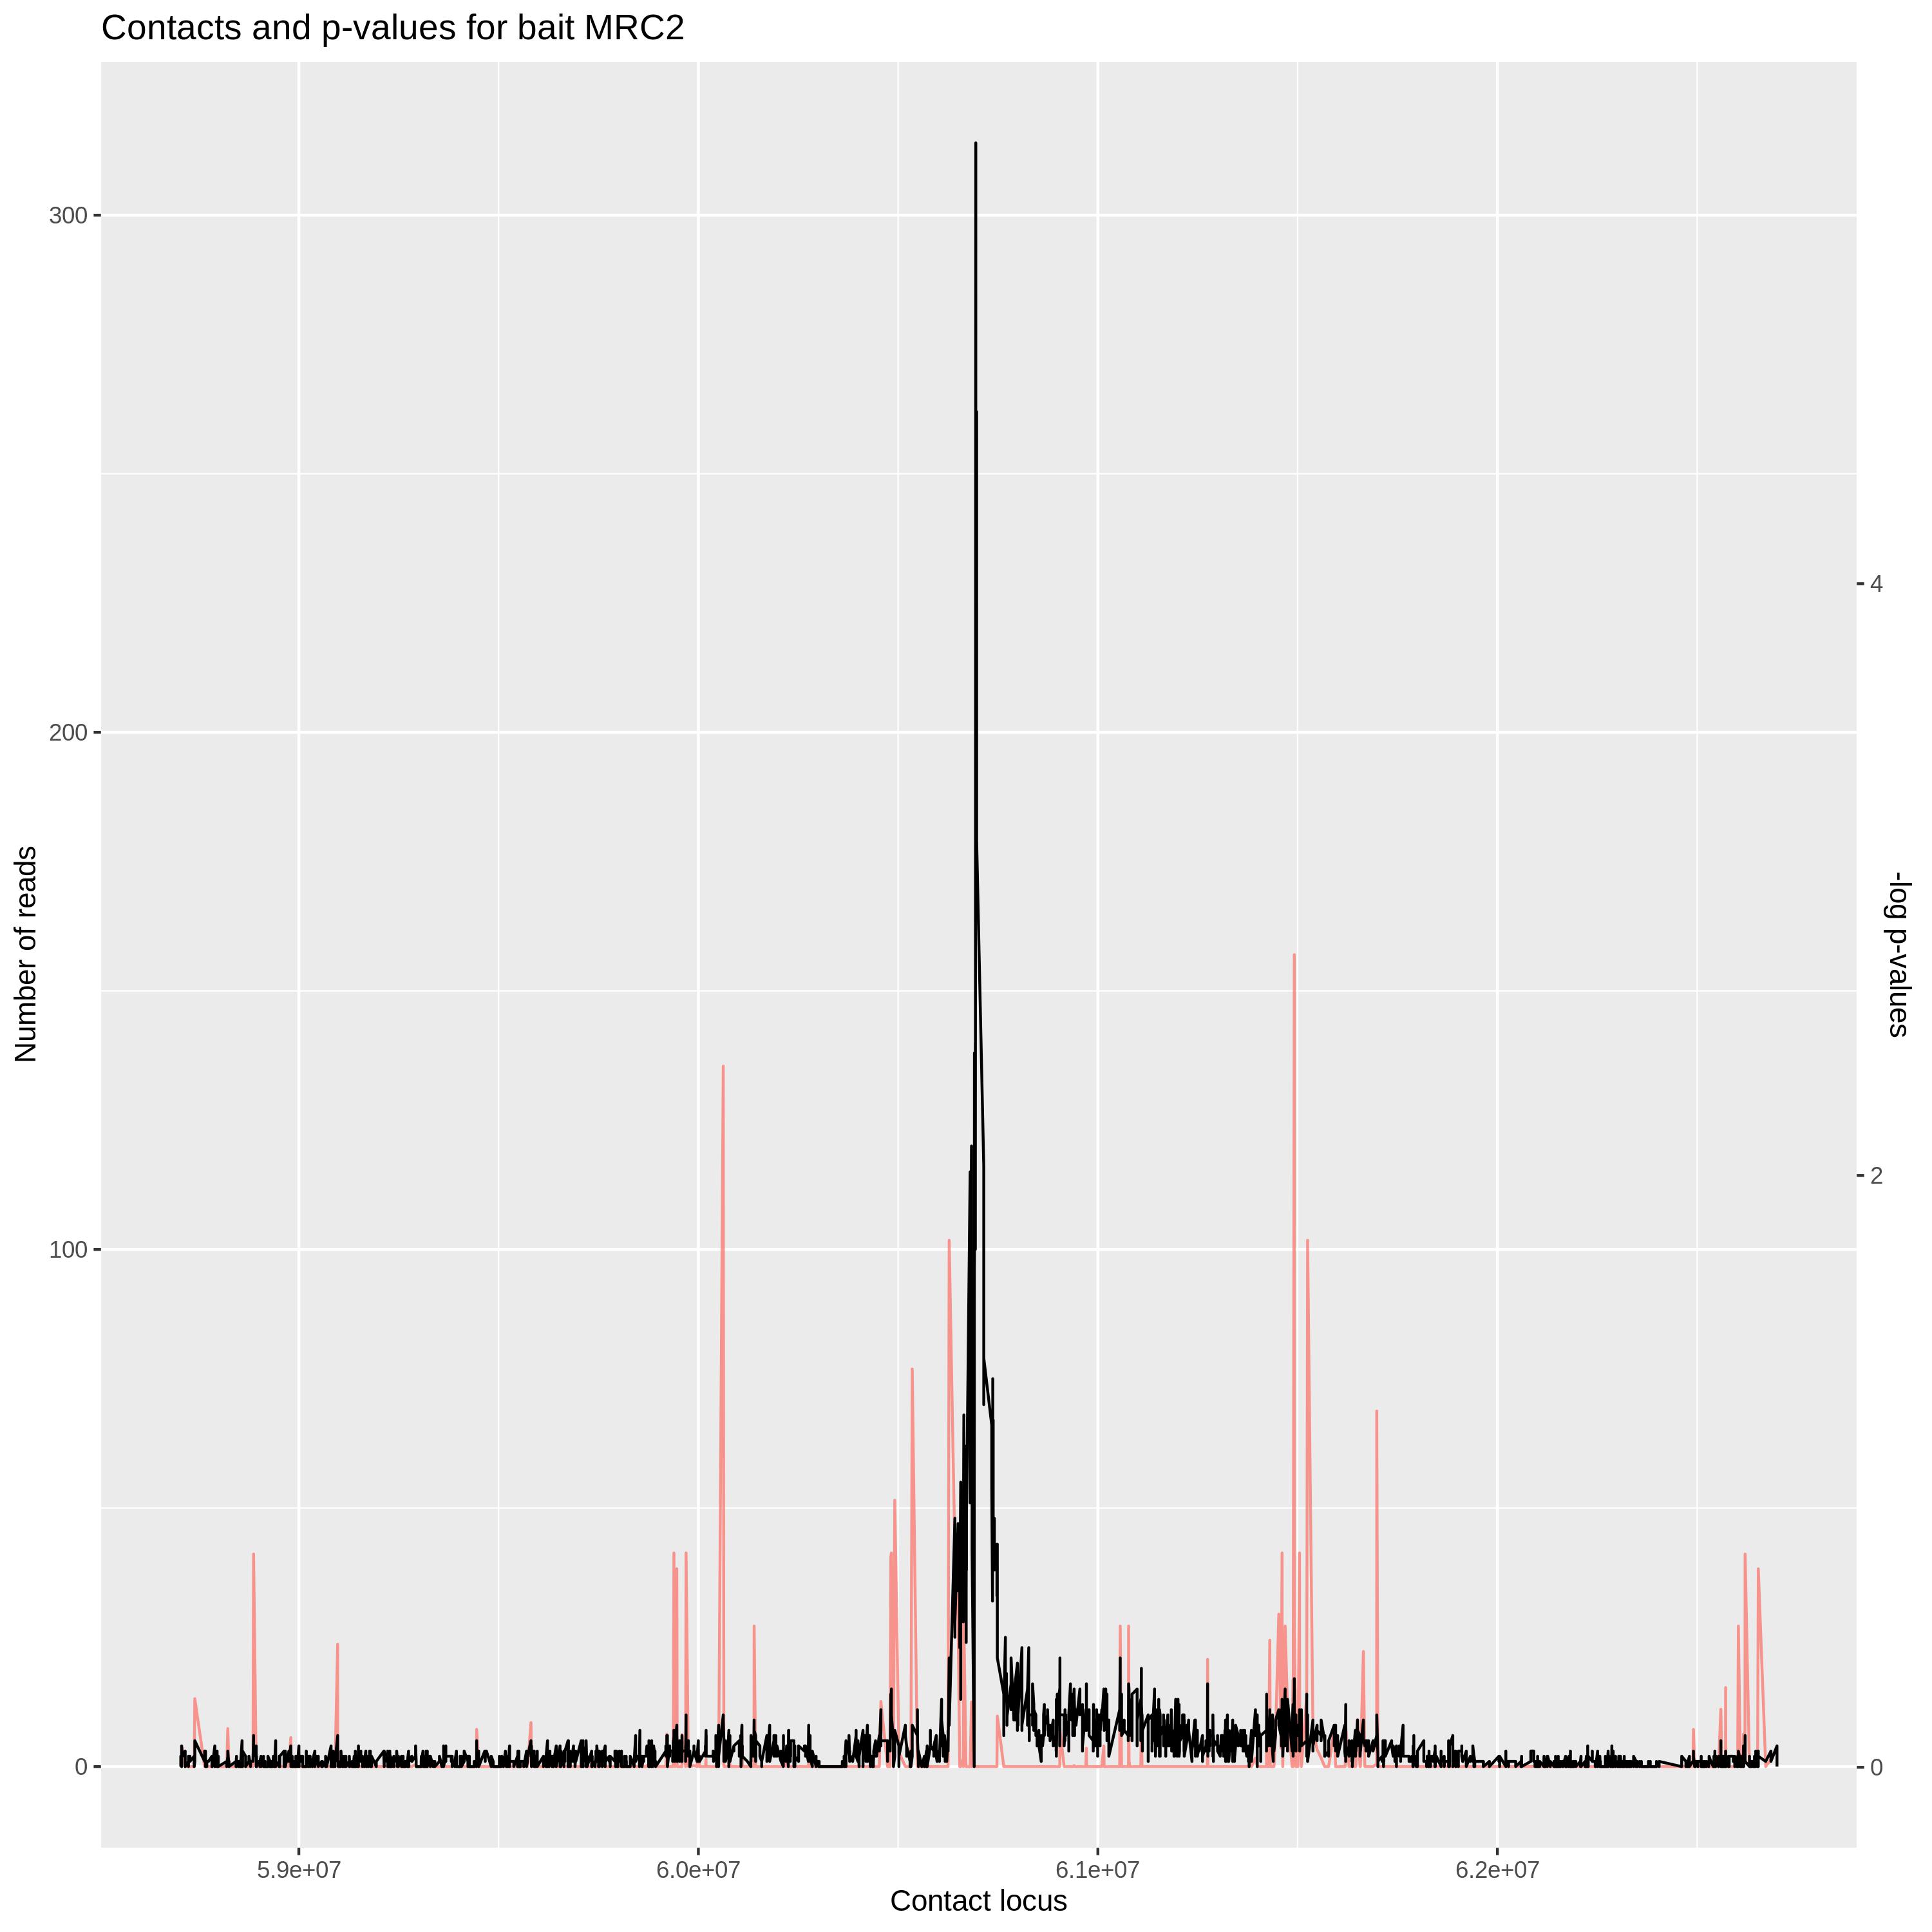 Contacts and p-values for bait MRC2
300
200
100
0
Number of reads
4
2
0
-log p-values
5.9e+07 6.0e+07 6.1e+07 6.2e+07
Contact locus